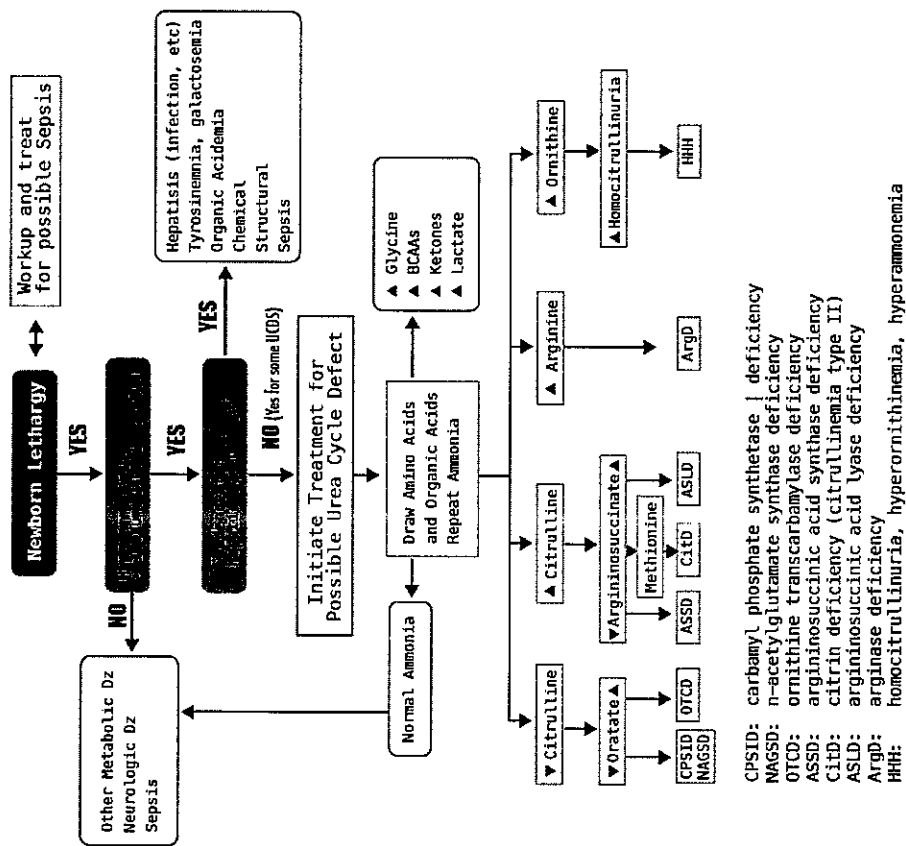 Newborn Lethargy
Workup and treat
for possible Sepsis
YES
NO
Other Metabolic Dz
Neurologic Dz
Sepsis
YES
YES
Hepatisis (infection, etc)
Tyrosinemnia, galactosemia
Organic Acidemia
Chemical
Structural
Sepsis
NO (Yes for some UCDS)
Initiate Treatment for
Possible Urea Cycle Defect
Draw Amino Acids
and Organic Acids
Repeat Ammonia
Normal Ammonia
▲ Glycine
▲ BCAAs
▲ Ketones
▲ Lactate
▼ Citrulline
▲ Citrulline
▲ Arginine
▲ Ornithine
▼Oratate▲
▼Argininosuccinate▲
▲Homocitrullinuria
Methionine
CPSID
NAGSD
OTCD
ASSD
CitD
ASLD
ArgD
HHH
CPSID: carbamyl phosphate synthetase | deficiency
NAGSD: n-acetylglutamate synthase deficiency
OTCD: ornithine transcarbamylase deficiency
ASSD: argininosuccinic acid synthase deficiency
CitD: citrin deficiency (citrullinemia type II)
ASLD: argininosuccinic acid lyase deficiency
ArgD: arginase deficiency
HHH: homocitrullinuria, hyperornithinemia, hyperammonemia